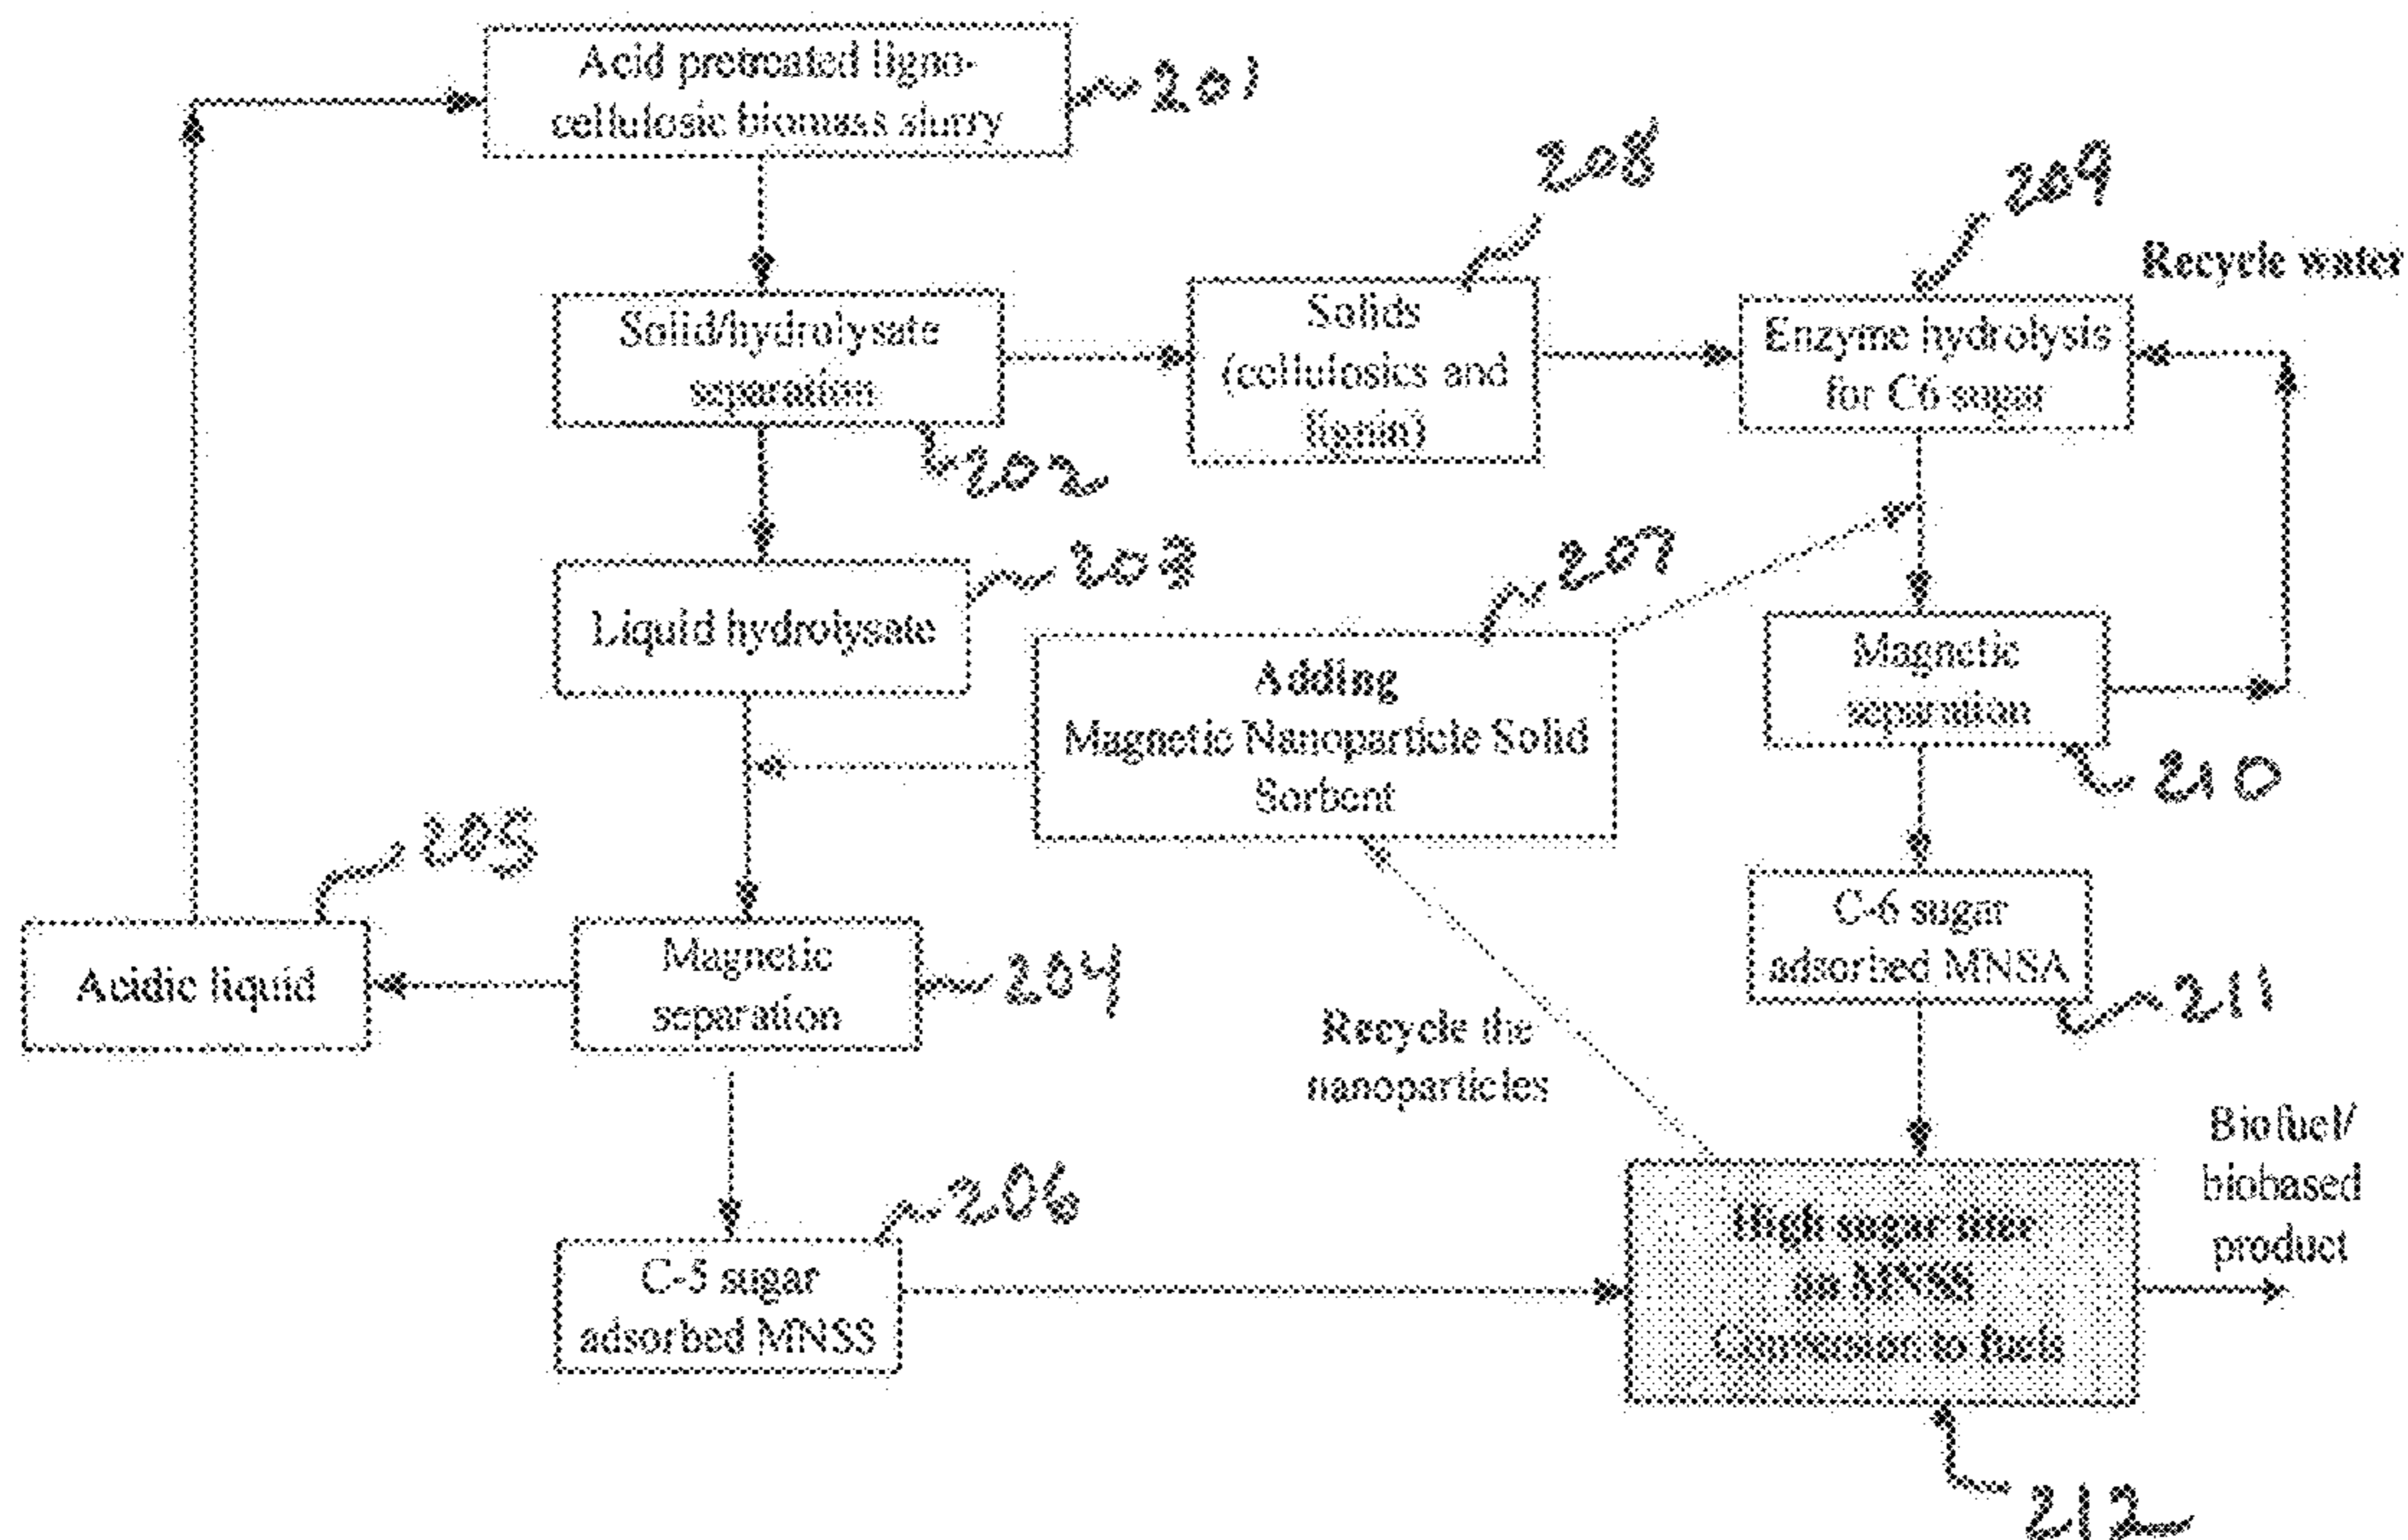 Acid pretreated ligno-
cellulosic biomass slurry
201
208
209
Recycle water
Solid/hydrolysate
separation
202
Solids
(cellulosics and
lignin)
Enzyme hydrolysis
for C6 sugar
203
Liquid hydrolysate
207
Adding
Magnetic Nanoparticle Solid
Sorbent
Magnetic
separation
210
205
Acidic liquid
Magnetic
separation
204
C-6 sugar
adsorbed MNSA
211
Recycle the
nanoparticles
206
C-5 sugar
adsorbed MNSS
High sugar titer
on MNSS
Conversion to fuels
Biofuel/
biobased
product
212